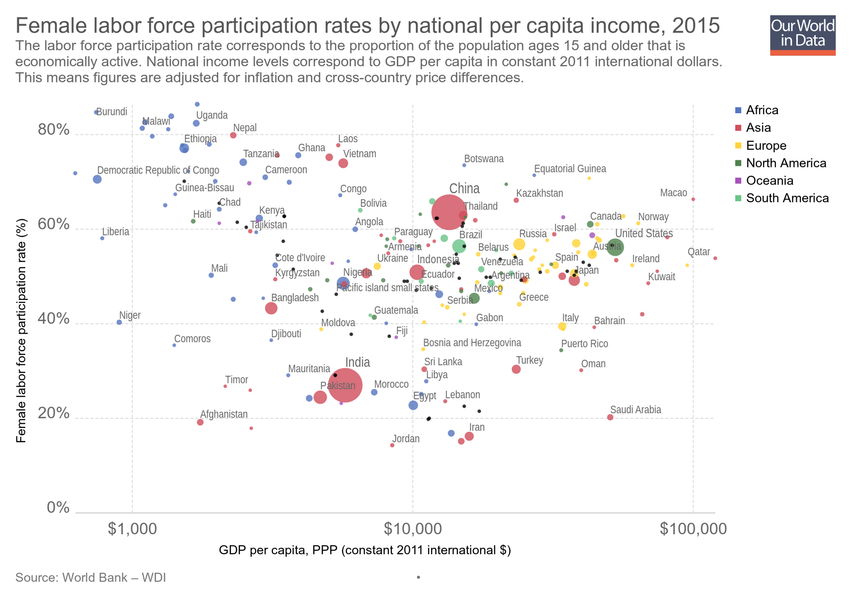 Female labor force participation rates by national per capita income, 2015
Our World
in Data
The labor force participation rate corresponds to the proportion of the population ages 15 and older that is
economically active. National income levels correspond to GDP per capita in constant 2011 international dollars.
This means figures are adjusted for inflation and cross-country price differences.
Female labor force participation rate (%)
80%
60%
40%
20%
0%
Burundi
Malawi
Uganda
Ethiopia
Nepal
Tanzania
Ghana
Laos
Vietnam
Botswana
Equatorial Guinea
Democratic Republic of Congo
Cameroon
Guinea-Bissau
Chad
Congo
China
Kazakhstan
Macao
Haiti
Kenya
Bolivia
Thailand
Tajikistan
Angola
Paraguay
Brazil
Russia
Israel
Canada
Norway
United States
Liberia
Armenia
Belarus
Austria
Mali
Cote d'Ivoire
Kyrgyzstan
Nigeria
Ukraine
Indonesia
Ecuador
Venezuela
Argentina
Spain
Japan
Ireland
Qatar
Kuwait
Pacific island small states
Mexico
Bangladesh
Serbia
Greece
Niger
Moldova
Guatemala
Fiji
Gabon
Italy
Bahrain
Comoros
Djibouti
Bosnia and Herzegovina
Puerto Rico
Mauritania
India
Sri Lanka
Turkey
Oman
Timor
Pakistan
Morocco
Libya
Egypt
Lebanon
Afghanistan
Saudi Arabia
Jordan
Iran
Africa
Asia
Europe
North America
Oceania
South America
$1,000
$10,000
$100,000
GDP per capita, PPP (constant 2011 international $)
Source: World Bank – WDI